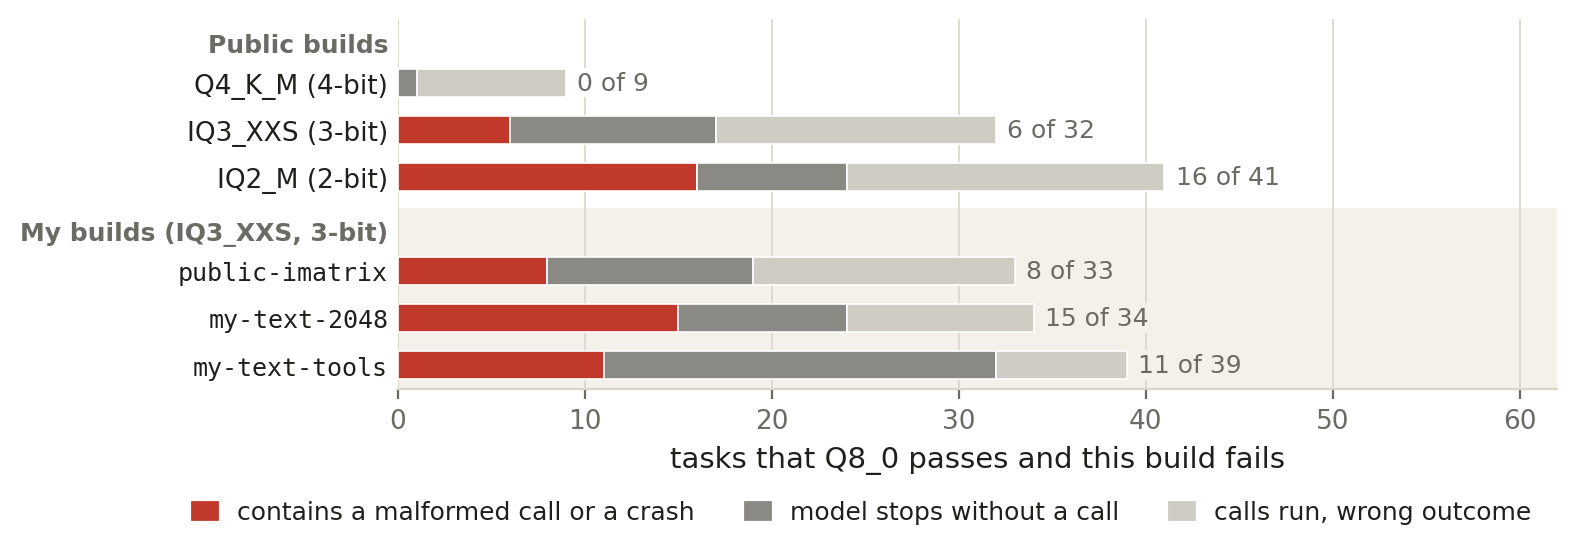 Public builds
Q4_K_M (4-bit) 0 of 9
IQ3_XXS (3-bit) 6 of 32
IQ2_M (2-bit) 16 of 41
My builds (IQ3_XXS, 3-bit)
public-imatrix 8 of 33
my-text-2048 15 of 34
my-text-tools 11 of 39
0 10 20 30 40 50 60
tasks that Q8_0 passes and this build fails
contains a malformed call or a crash model stops without a call calls run, wrong outcome